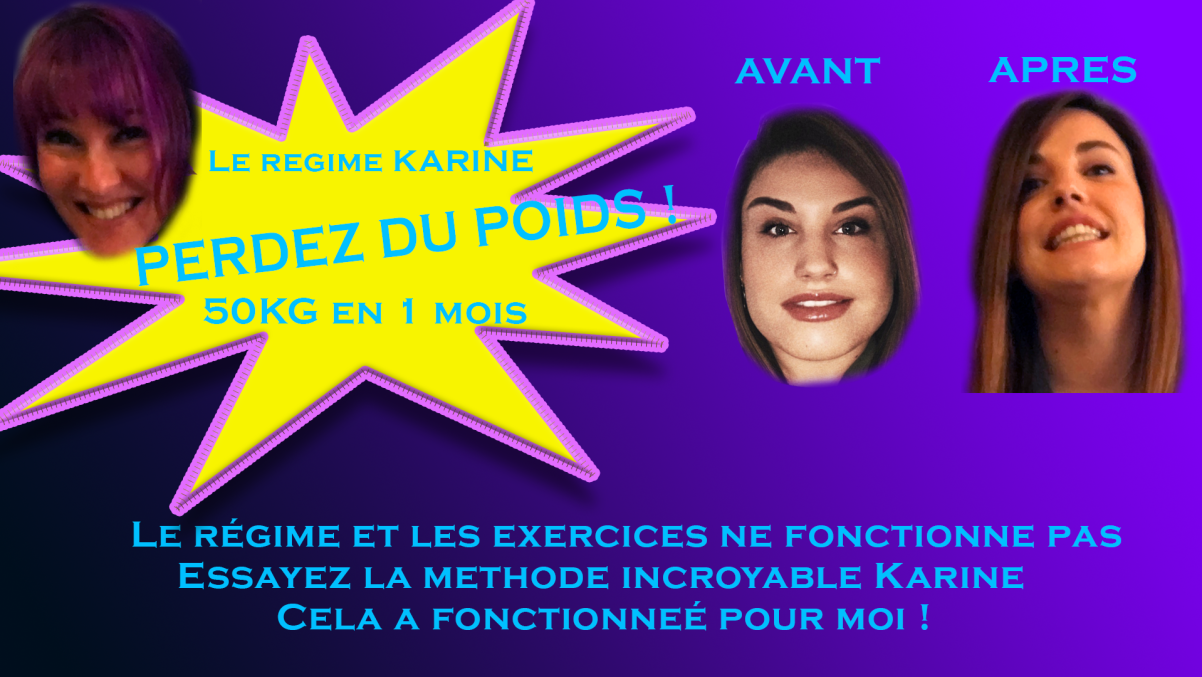 LE REGIME KARINE
PERDEZ DU POIDS !
50KG EN 1 MOIS
AVANT
APRES
LE RÉGIME ET LES EXERCICES NE FONCTIONNE PAS
ESSAYEZ LA METHODE INCROYABLE KARINE
CELA A FONCTIONNEÉ POUR MOI !